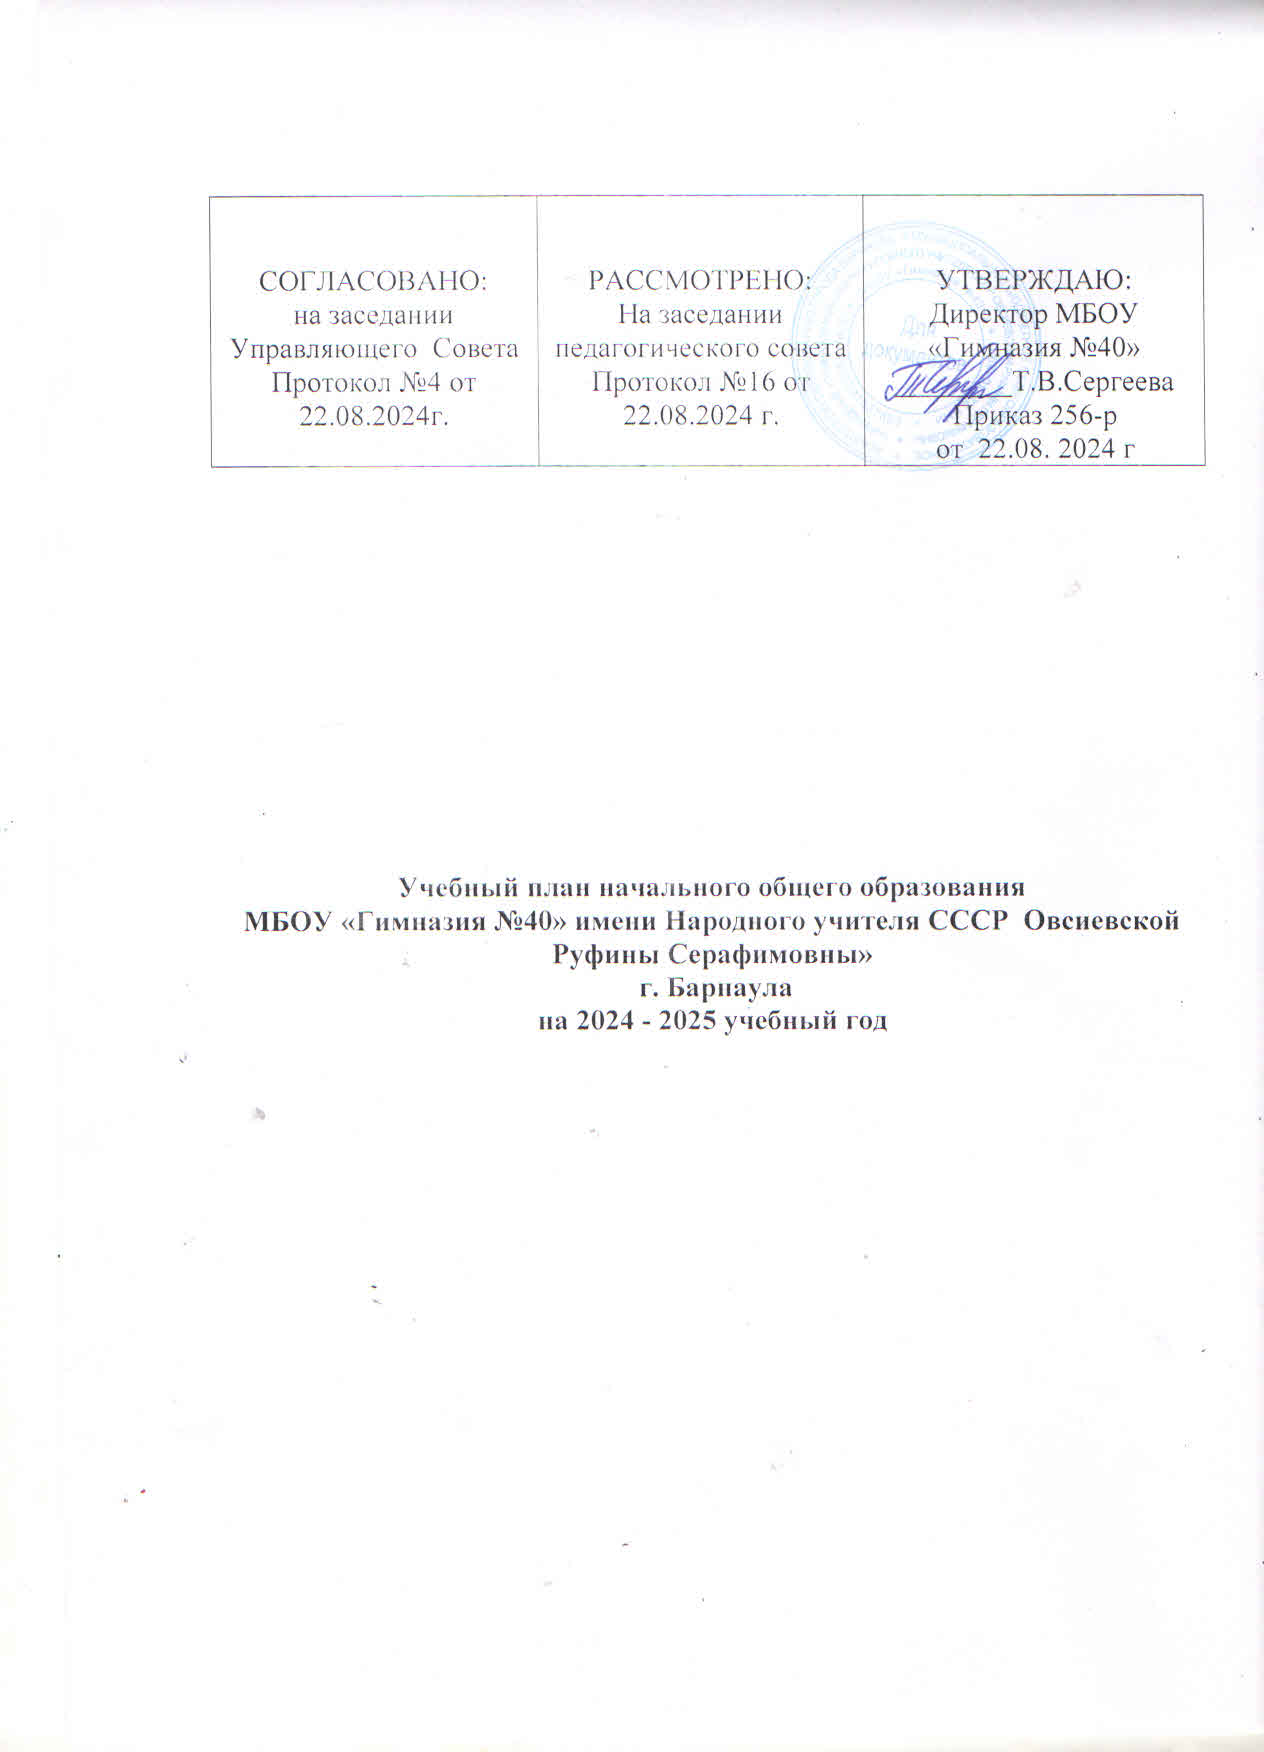 СОГЛАСОВАНО:
на заседании
Управляющего Совета
Протокол №4 от
22.08.2024г.
РАССМОТРЕНО:
На заседании
педагогического совета
Протокол №16 от
22.08.2024 г.
УТВЕРЖДАЮ:
Директор МБОУ
«Гимназия №40»
Т.В.Сергеева
Приказ 256-р
от 22.08. 2024 г
Для
документов
Учебный план начального общего образования
МБОУ «Гимназия №40» имени Народного учителя СССР Овсиевской
Руфины Серафимовны»
г. Барнаула
на 2024 - 2025 учебный год